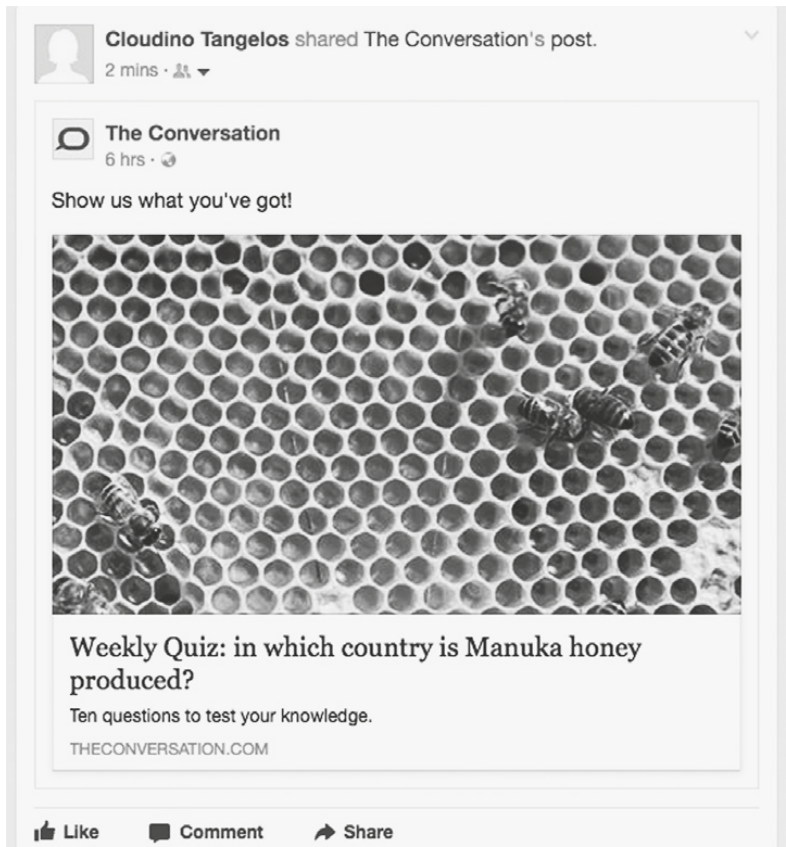 Cloudino Tangelos shared The Conversation's post.
2 mins ·
The Conversation
6 hrs ·
Show us what you've got!
Weekly Quiz: in which country is Manuka honey
produced?
Ten questions to test your knowledge.
THECONVERSATION.COM
Like Comment Share